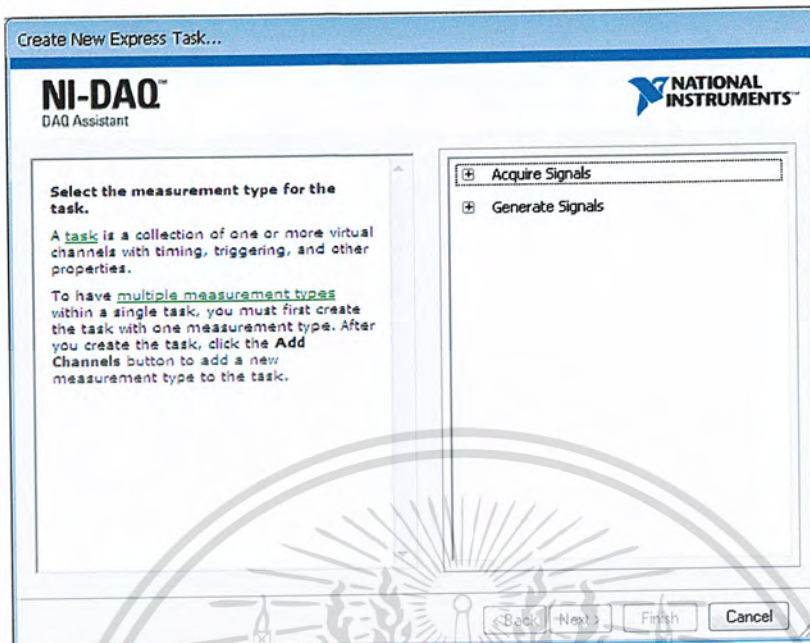 Create New Express Task...
NI-DAQ™
DAQ Assistant
NATIONAL
INSTRUMENTS™
Select the measurement type for the
task.
A task is a collection of one or more virtual
channels with timing, triggering, and other
properties.
To have multiple measurement types
within a single task, you must first create
the task with one measurement type. After
you create the task, click the Add
Channels button to add a new
measurement type to the task.
Acquire Signals
Generate Signals
< Back Next > Finish Cancel